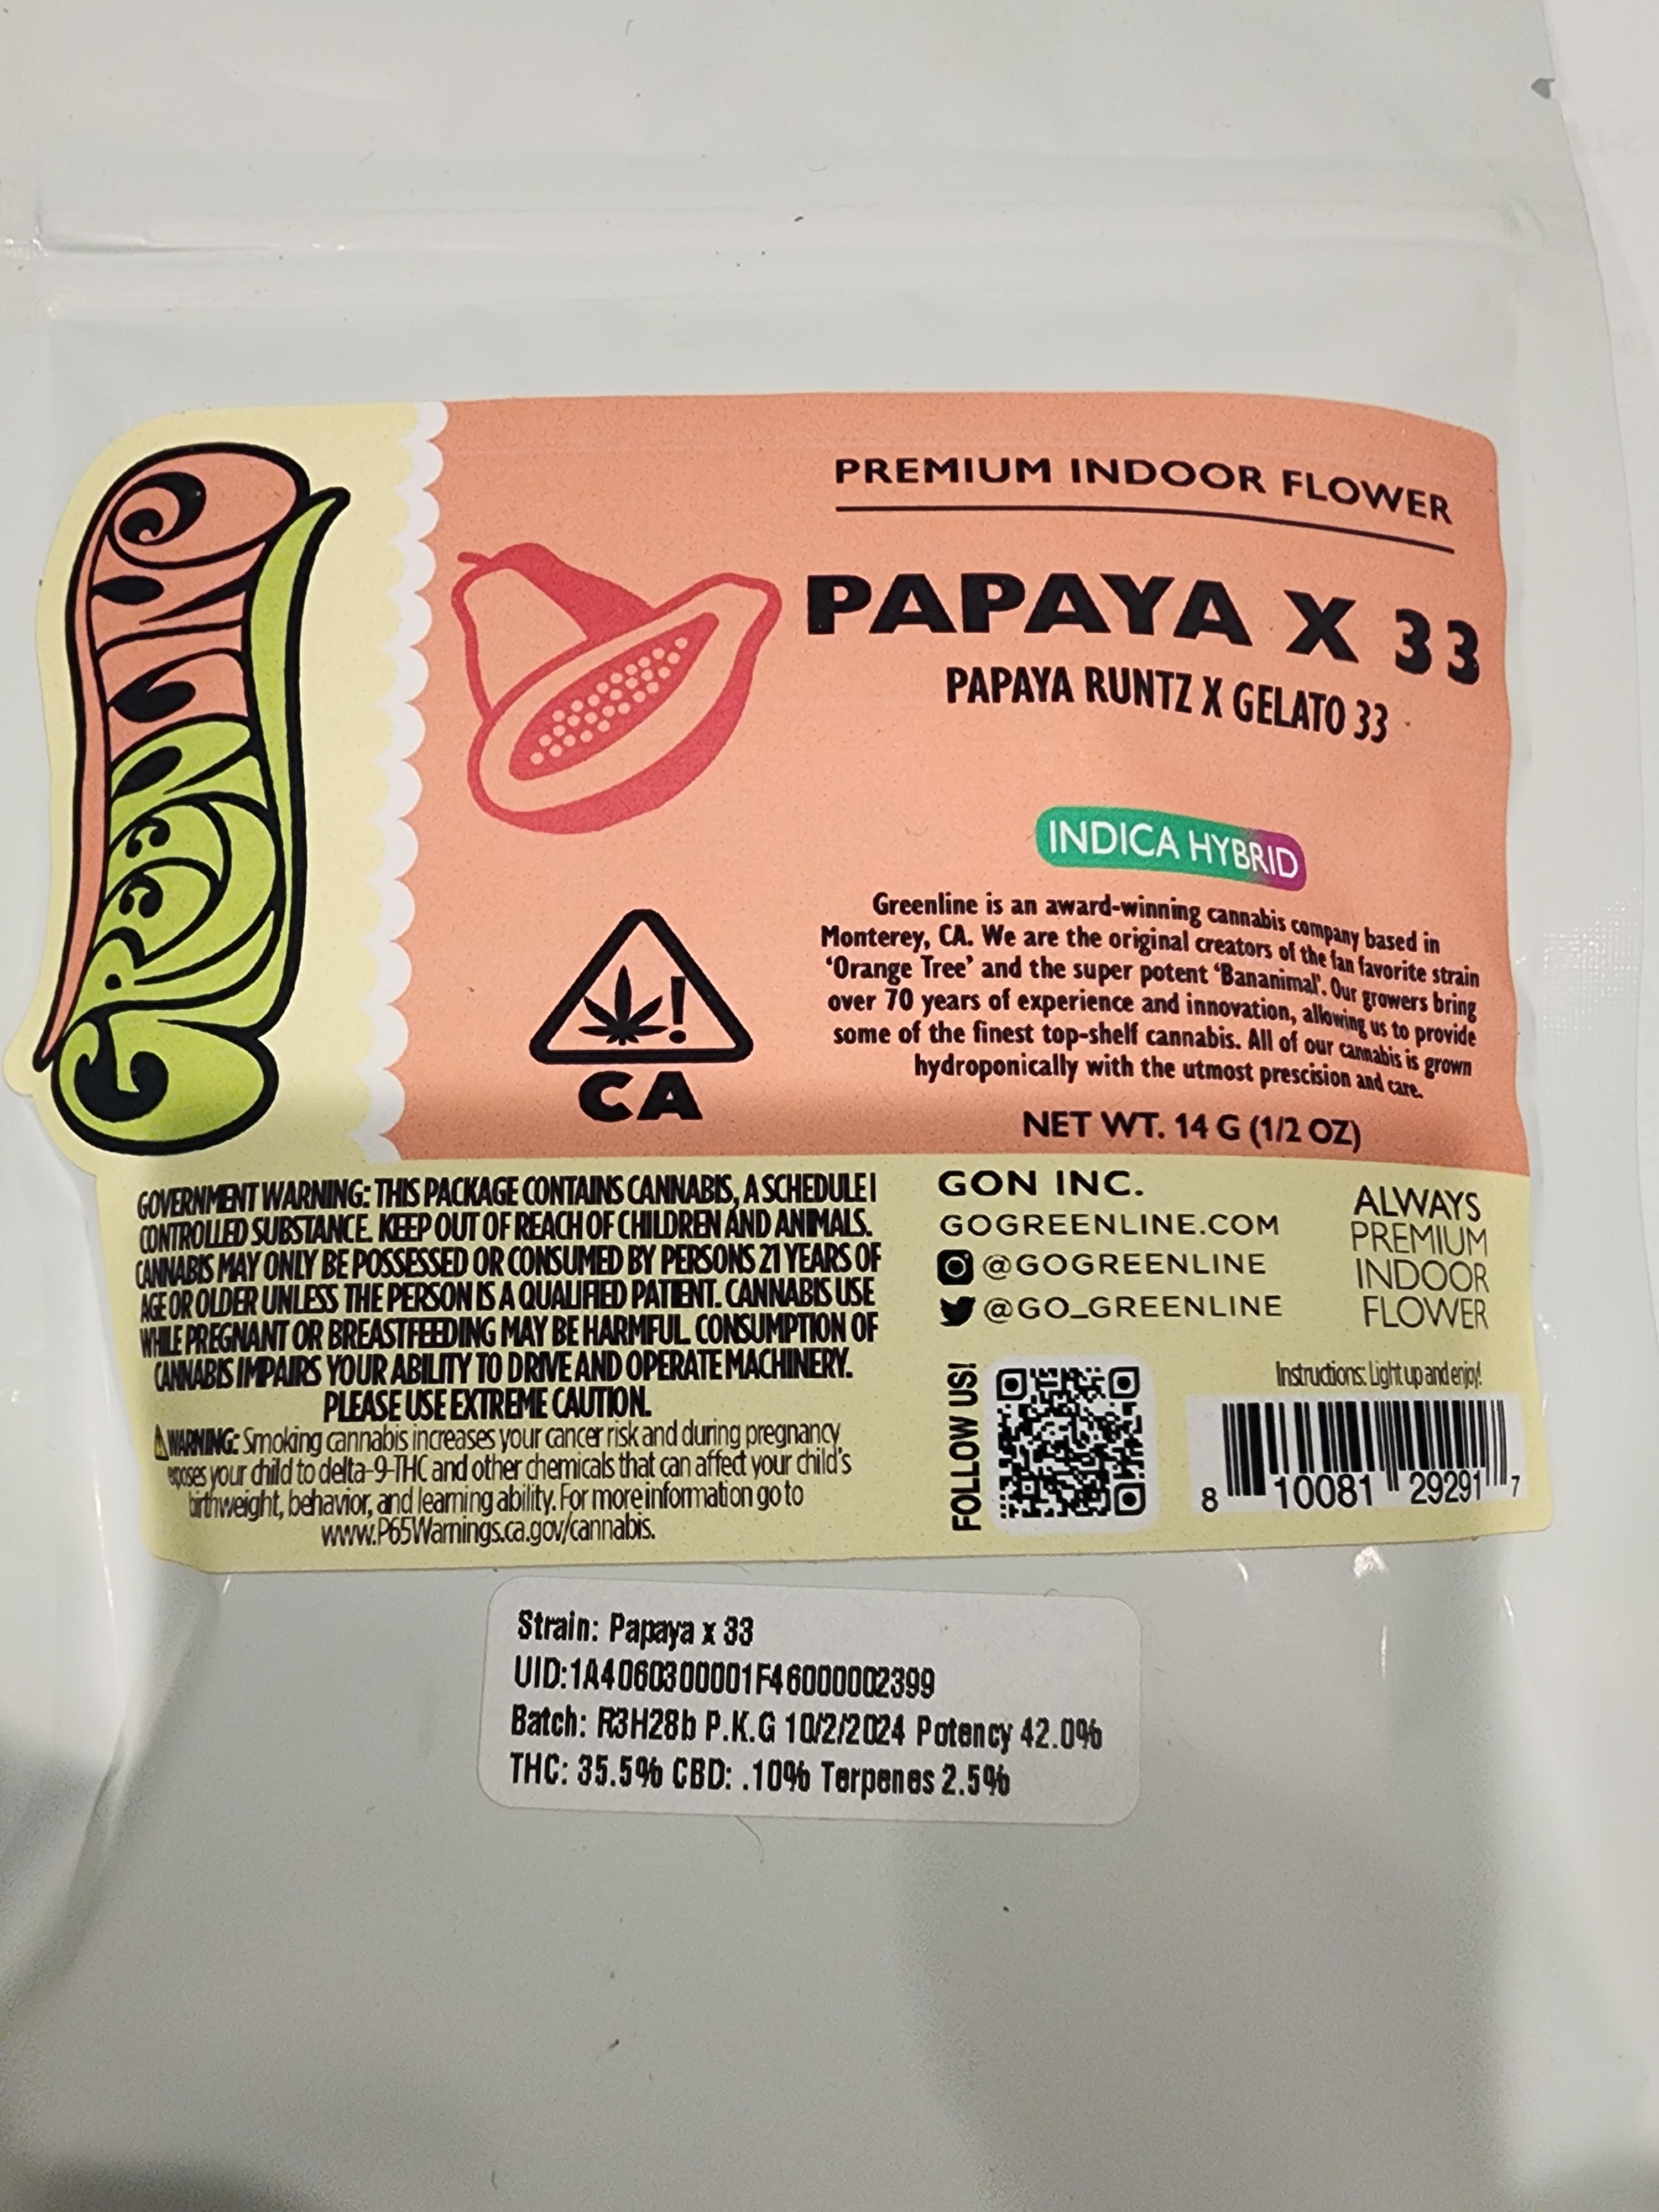 GREENLINE
PREMIUM INDOOR FLOWER
PAPAYA X 33
PAPAYA RUNTZ X GELATO 33
INDICA HYBRID
Greenline is an award-winning cannabis company based in
Monterey, CA. We are the original creators of the fan favorite strain
'Orange Tree' and the super potent 'Bananimal'. Our growers bring
over 70 years of experience and innovation, allowing us to provide
some of the finest top-shelf cannabis. All of our cannabis is grown
hydroponically with the utmost prescision and care.
!
CA
NET WT. 14 G (1/2 OZ)
GOVERNMENT WARNING: THIS PACKAGE CONTAINS CANNABIS, A SCHEDULE I
CONTROLLED SUBSTANCE. KEEP OUT OF REACH OF CHILDREN AND ANIMALS.
CANNABIS MAY ONLY BE POSSESSED OR CONSUMED BY PERSONS 21 YEARS OF
AGE OR OLDER UNLESS THE PERSON IS A QUALIFIED PATIENT. CANNABIS USE
WHILE PREGNANT OR BREASTFEEDING MAY BE HARMFUL. CONSUMPTION OF
CANNABIS IMPAIRS YOUR ABILITY TO DRIVE AND OPERATE MACHINERY.
PLEASE USE EXTREME CAUTION.
WARNING: Smoking cannabis increases your cancer risk and during pregnancy
exposes your child to delta-9-THC and other chemicals that can affect your child's
birthweight, behavior, and learning ability. For more information go to
www.P65Warnings.ca.gov/cannabis.
GON INC.
GOGREENLINE.COM
@GOGREENLINE
@GO_GREENLINE
ALWAYS
PREMIUM
INDOOR
FLOWER
FOLLOW US!
Instructions: Light up and enjoy!
8 10081 29291 7
Strain: Papaya x 33
UID:1A4060300001F46000002399
Batch: R3H28b P.K.G 10/2/2024 Potency 42.0%
THC: 35.5% CBD: .10% Terpenes 2.5%